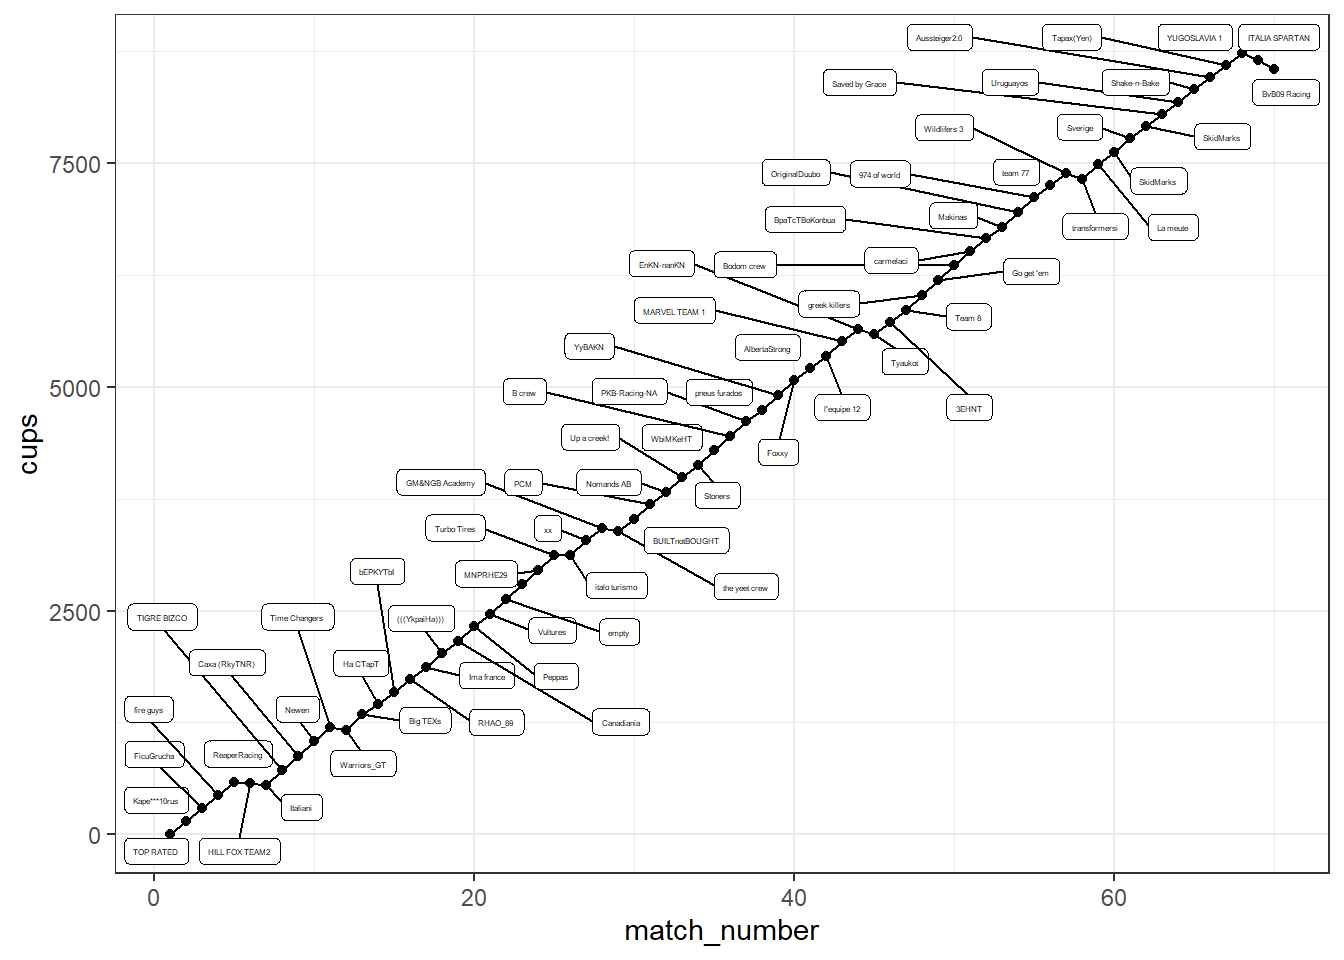 Aussteiger2.0
Tapax(Yen)
YUGOSLAVIA 1
ITALIA SPARTAN
Saved by Grace
Uruguayos
Shake-n-Bake
BvB09 Racing
Wildlifers 3
Sverige
SkidMarks
7500
OriginalDuubo
974 of world
team 77
SkidMarks
BpaTcTBoKonbua
Makinas
transformersi
La meute
EnKN-nanKN
Bodom crew
carmelaci
Go get 'em
MARVEL TEAM 1
greek killers
Team 8
YyBAKN
AlbertaStrong
Tyaukot
5000
B crew
PKB-Racing-NA
pneus furados
l'equipe 12
3EHNT
cups
Up a creek!
WbiMKeHT
Foxxy
GM&NGB Academy
PCM
Nomands AB
Stoners
Turbo Tires
xx
BUILTnotBOUGHT
bEPKYTbI
MNPRHE29
italo turismo
the yeet crew
2500
TIGRE BIZCO
Time Changers
(((YkpaiHa)))
Vultures
empty
Caxa (RkyTNR)
Ha CTapT
Ima france
Peppas
fire guys
Newen
Big TEXs
RHAO_89
Canadiania
FicuGrucha
ReaperRacing
Warriors_GT
Kape***10rus
Italiani
0
TOP RATED
HILL FOX TEAM2
0
20
40
60
match_number